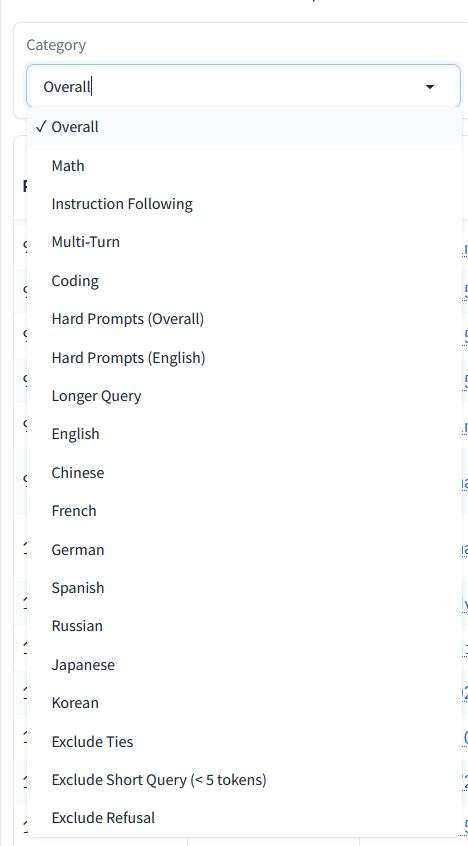 Category
Overall
✓ Overall
Math
Instruction Following
Multi-Turn
Coding
Hard Prompts (Overall)
Hard Prompts (English)
Longer Query
English
Chinese
French
German
Spanish
Russian
Japanese
Korean
Exclude Ties
Exclude Short Query (< 5 tokens)
Exclude Refusal